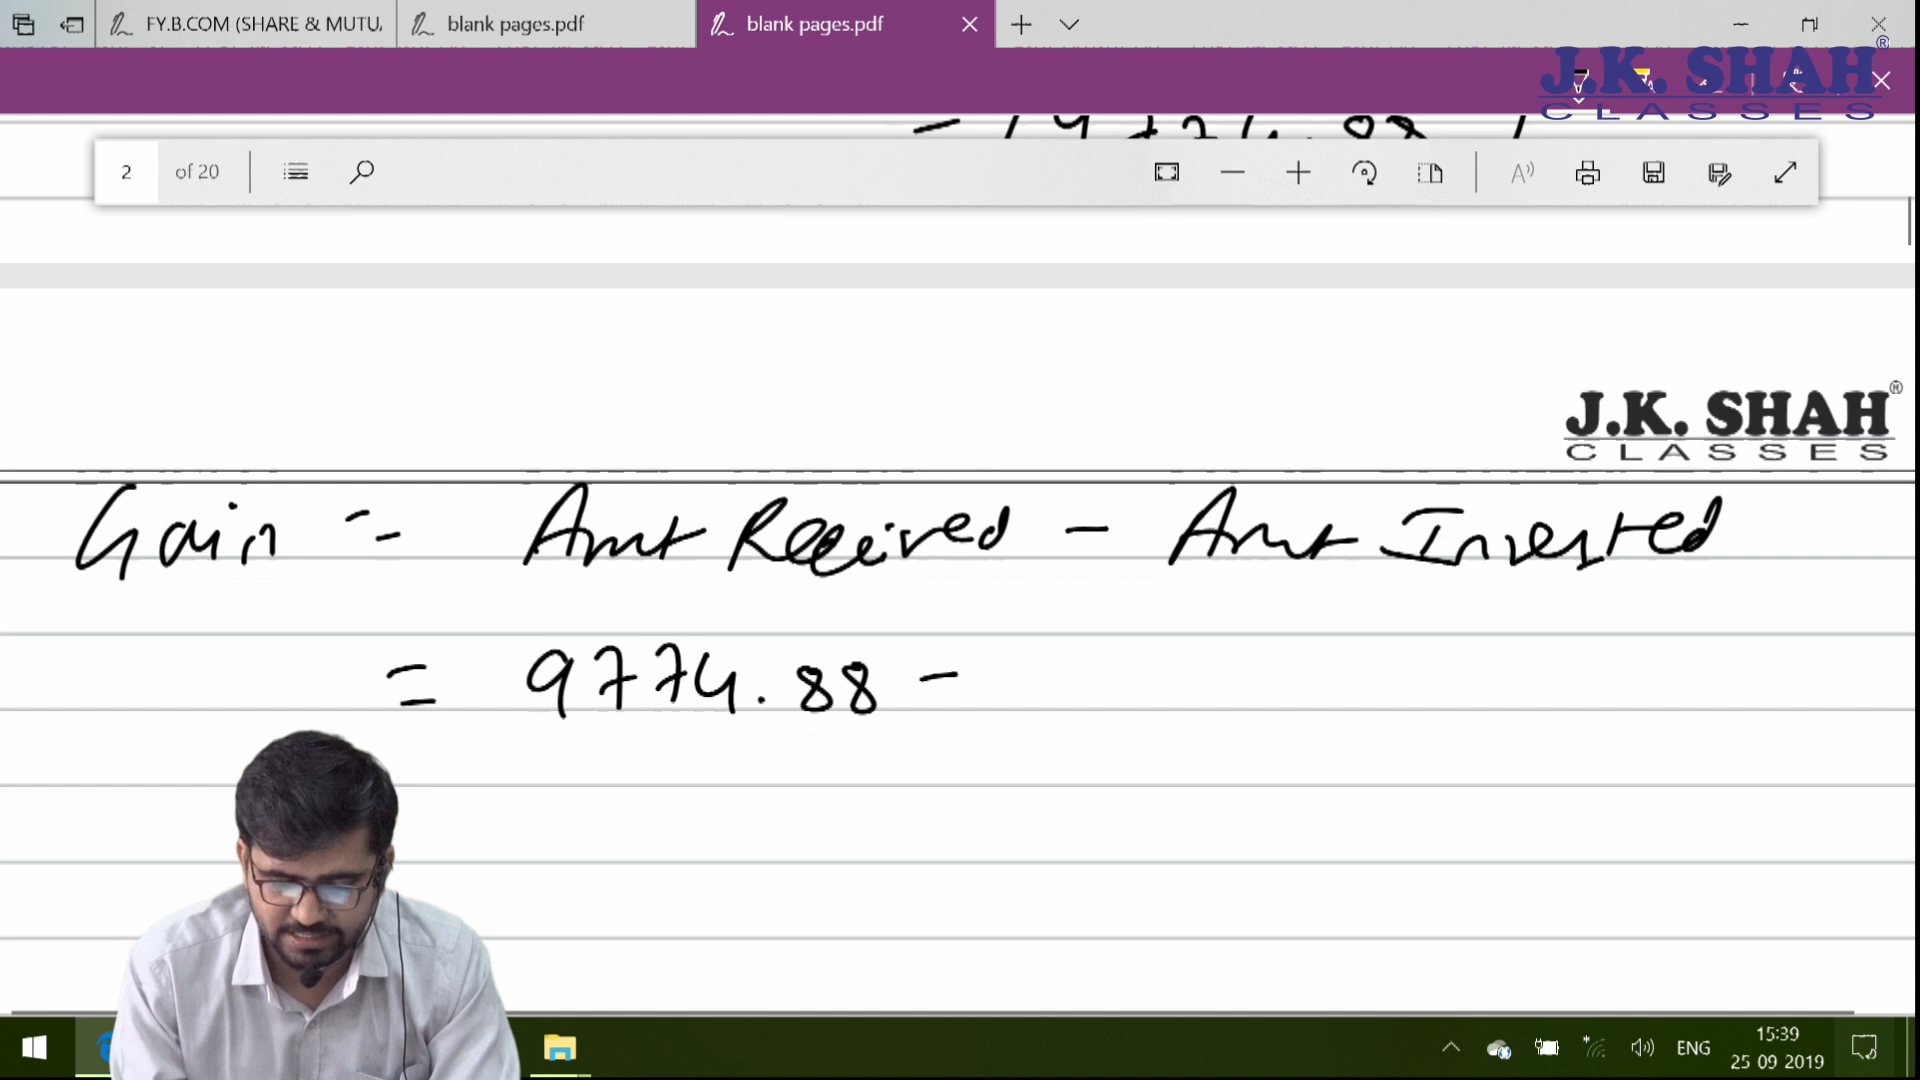 FY.B.COM (SHARE & MUTU
blank pages.pdf
blank pages.pdf
J.K. SHAH®
CLASSES
2 of 20
J.K. SHAH®
CLASSES
Gain = Amt Received - Amt Invested
= 9774.88 -
ENG
15:39
25 09 2019